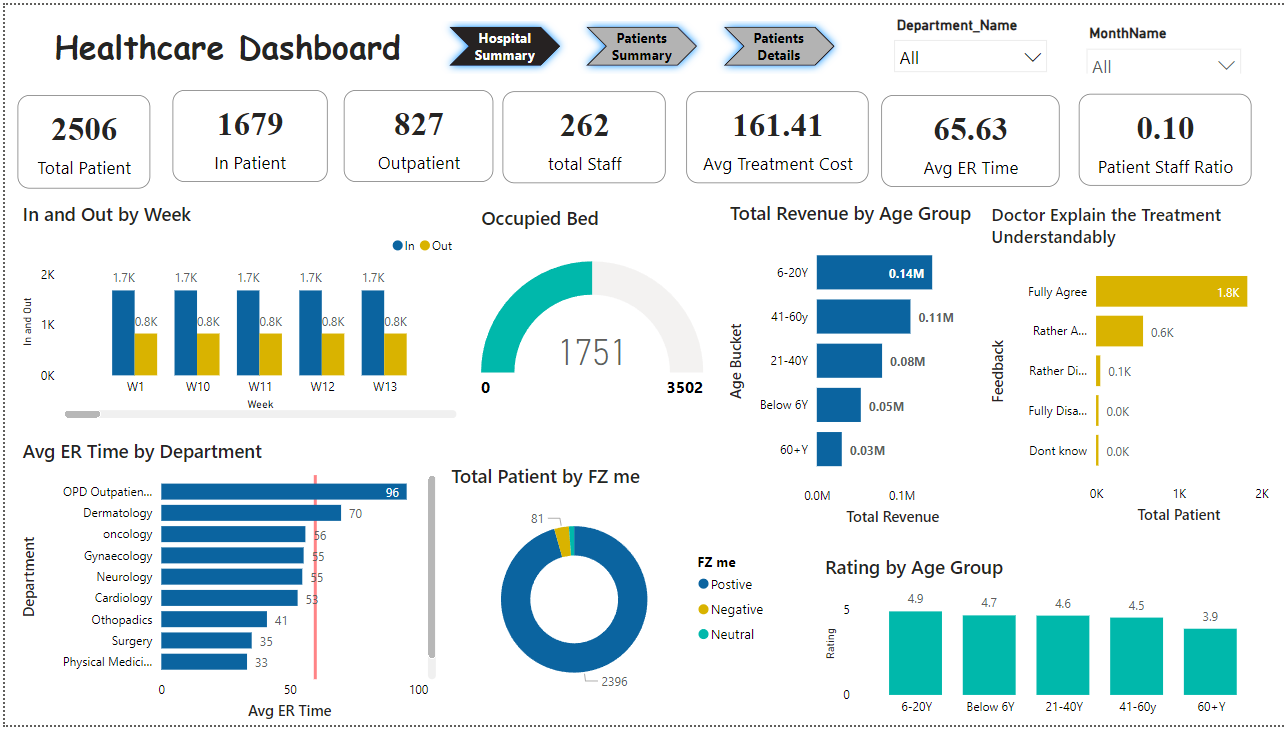 Healthcare Dashboard
Hospital
Summary
Patients
Summary
Patients
Details
Department_Name
All
MonthName
All
2506
Total Patient
1679
In Patient
827
Outpatient
262
total Staff
161.41
Avg Treatment Cost
65.63
Avg ER Time
0.10
Patient Staff Ratio
In and Out by Week
In Out
In and Out
2K
1K
0K
1.7K 0.8K 1.7K 0.8K 1.7K 0.8K 1.7K 0.8K 1.7K 0.8K
W1 W10 W11 W12 W13
Week
Occupied Bed
1751
0 3502
Total Revenue by Age Group
Age Bucket
6-20Y 0.14M
41-60y 0.11M
21-40Y 0.08M
Below 6Y 0.05M
60+Y 0.03M
0.0M 0.1M
Total Revenue
Doctor Explain the Treatment
Understandably
Feedback
Fully Agree 1.8K
Rather A... 0.6K
Rather Di... 0.1K
Fully Disa... 0.0K
Dont know 0.0K
0K 1K 2K
Total Patient
Avg ER Time by Department
Department
OPD Outpatien... 96
Dermatology 70
oncology 56
Gynaecology 55
Neurology 55
Cardiology 53
Othopadics 41
Surgery 35
Physical Medici... 33
0 50 100
Avg ER Time
Total Patient by FZ me
81
2396
FZ me
Postive
Negative
Neutral
Rating by Age Group
Rating
5
0
4.9 4.7 4.6 4.5 3.9
6-20Y Below 6Y 21-40Y 41-60y 60+Y